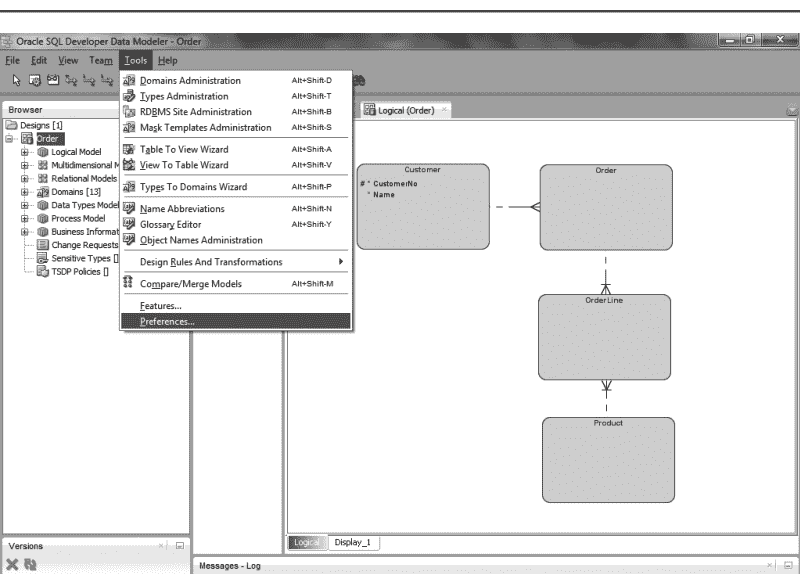 Oracle SQL Developer Data Modeler - Order
File Edit View Team Tools Help
Domains Administration Alt+Shift-D
Types Administration Alt+Shift-T
RDBMS Site Administration Alt+Shift-B
Mask Templates Administration Alt+Shift-S
Table To View Wizard Alt+Shift-A
View To Table Wizard Alt+Shift-V
Types To Domains Wizard Alt+Shift-P
Name Abbreviations Alt+Shift-N
Glossary Editor Alt+Shift-Y
Object Names Administration
Design Rules And Transformations
Compare/Merge Models Alt+Shift-M
Features...
Preferences...
Browser
Designs [1]
Order
Logical Model
Multidimensional M
Relational Models
Domains [13]
Data Types Model
Process Model
Business Informat
Change Requests
Sensitive Types []
TSDP Policies []
Logical (Order)
Customer
# * CustomerNo
* Name
Order
OrderLine
Product
Logical Display_1
Versions
Messages - Log